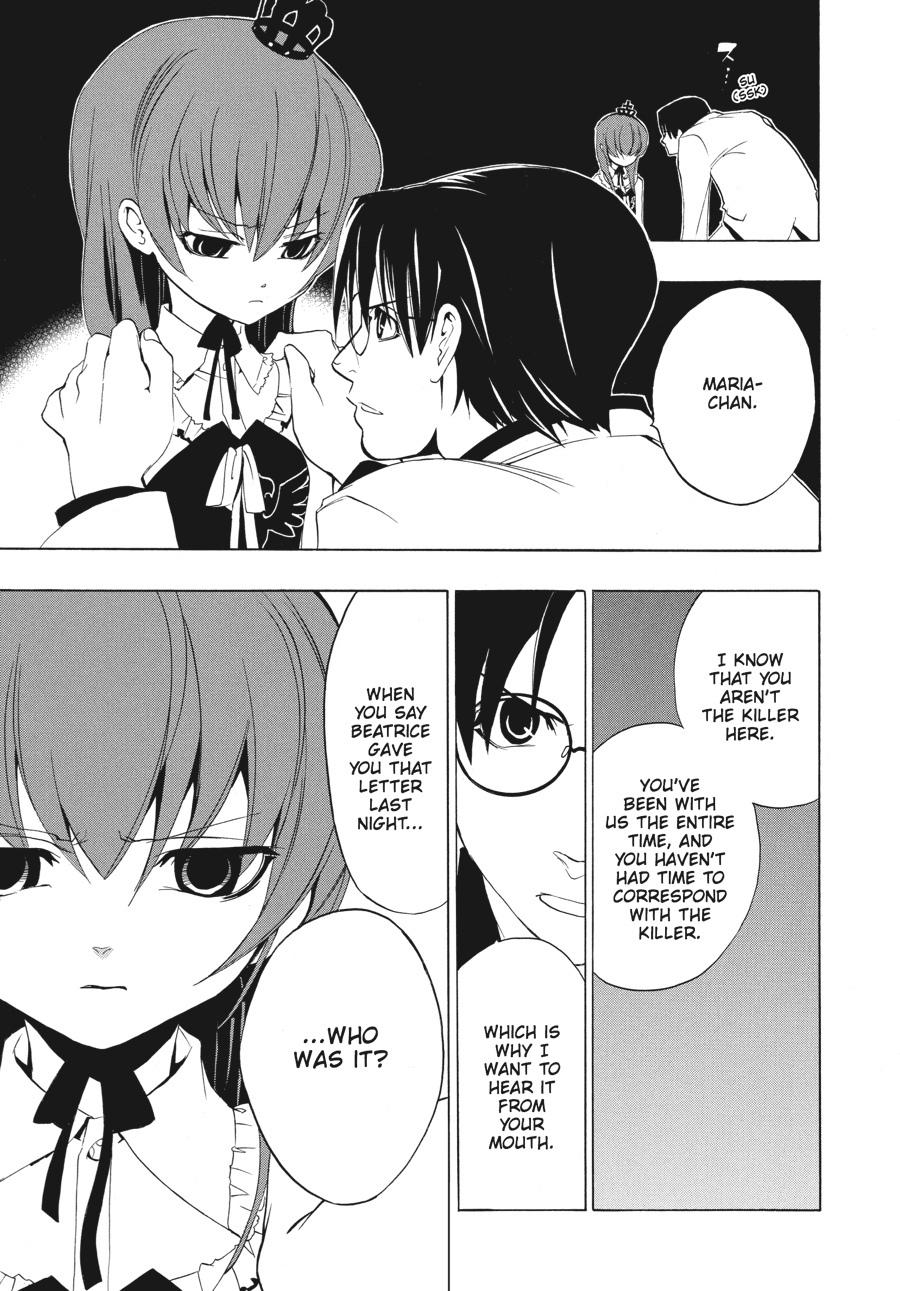 ス…
SU
(SSK)
MARIA-
CHAN.
I KNOW
THAT YOU
AREN'T
THE KILLER
HERE.
YOU'VE
BEEN WITH
US THE ENTIRE
TIME, AND
YOU HAVEN'T
HAD TIME TO
CORRESPOND
WITH THE
KILLER.
WHICH IS
WHY I
WANT TO
HEAR IT
FROM
YOUR
MOUTH.
WHEN
YOU SAY
BEATRICE
GAVE
YOU THAT
LETTER
LAST
NIGHT...
...WHO
WAS IT?